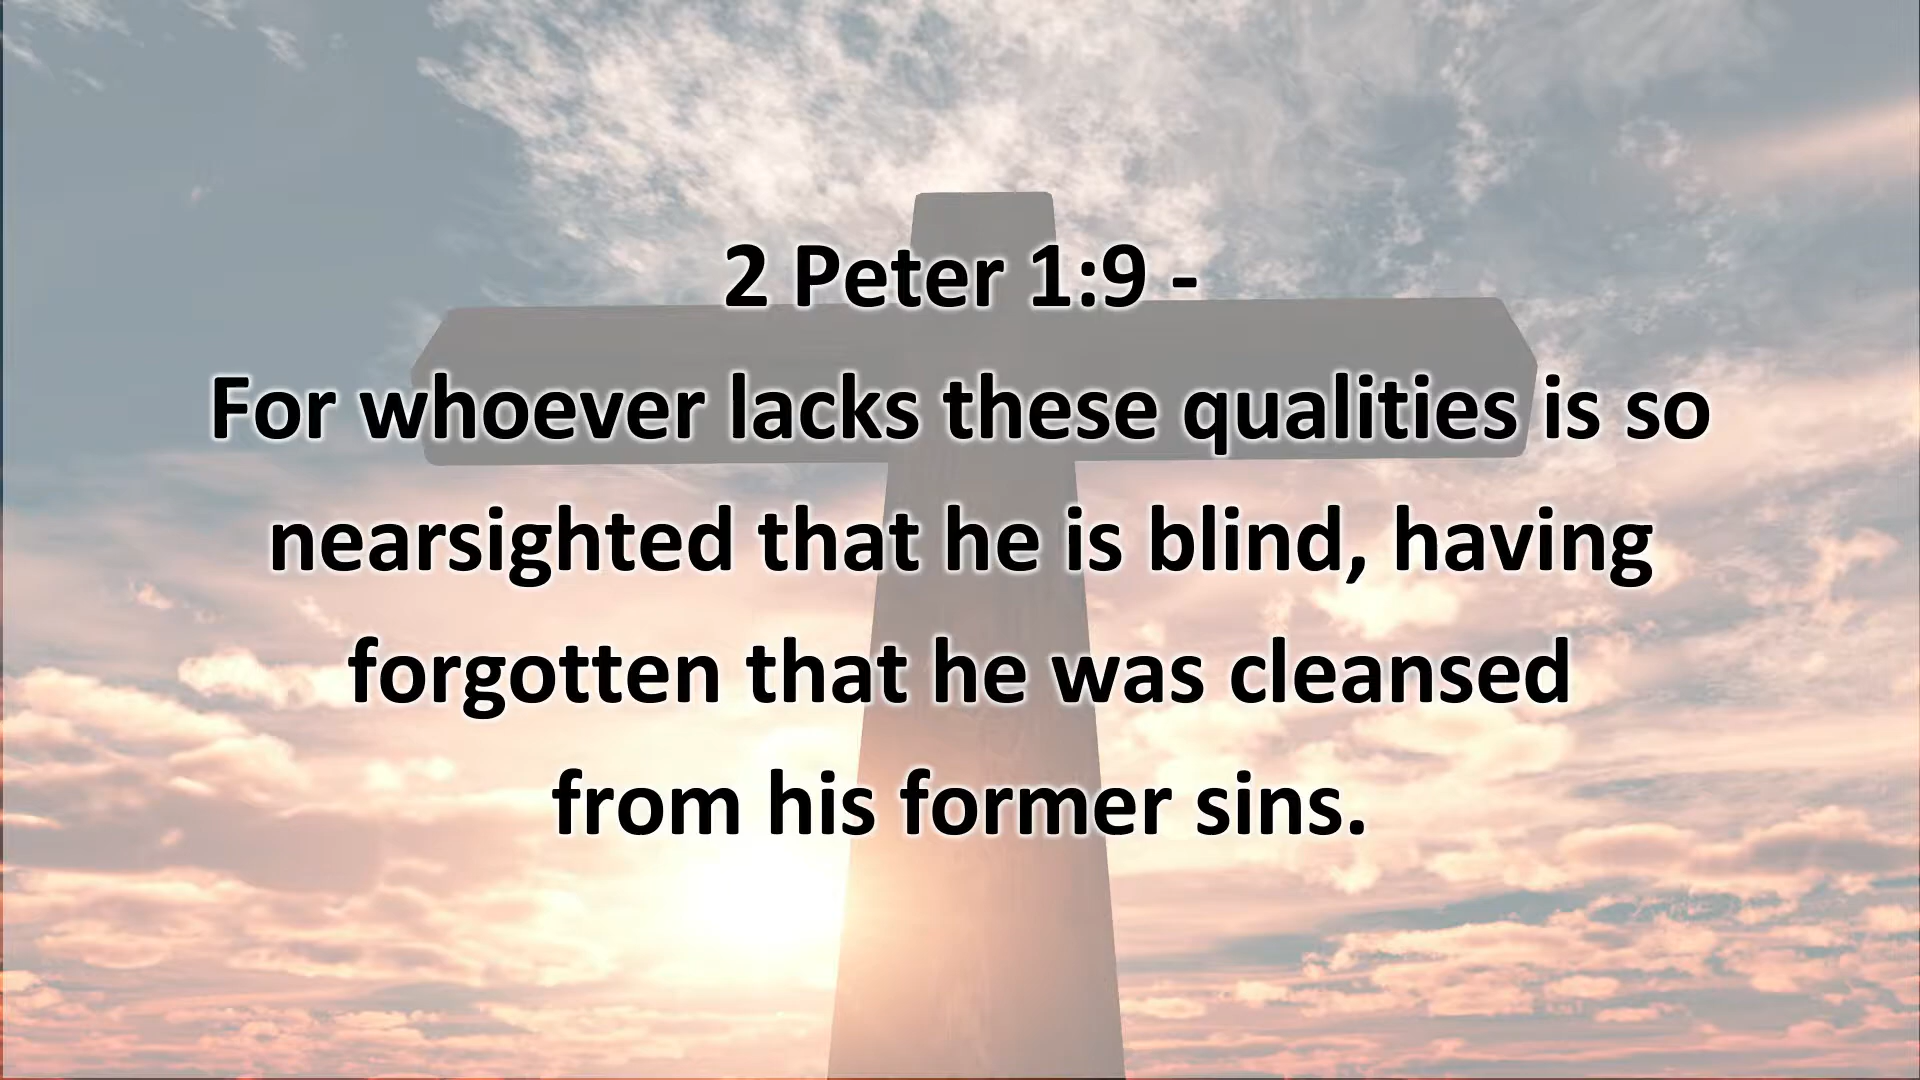 2 Peter 1:9 -
For whoever lacks these qualities is so
nearsighted that he is blind, having
forgotten that he was cleansed
from his former sins.